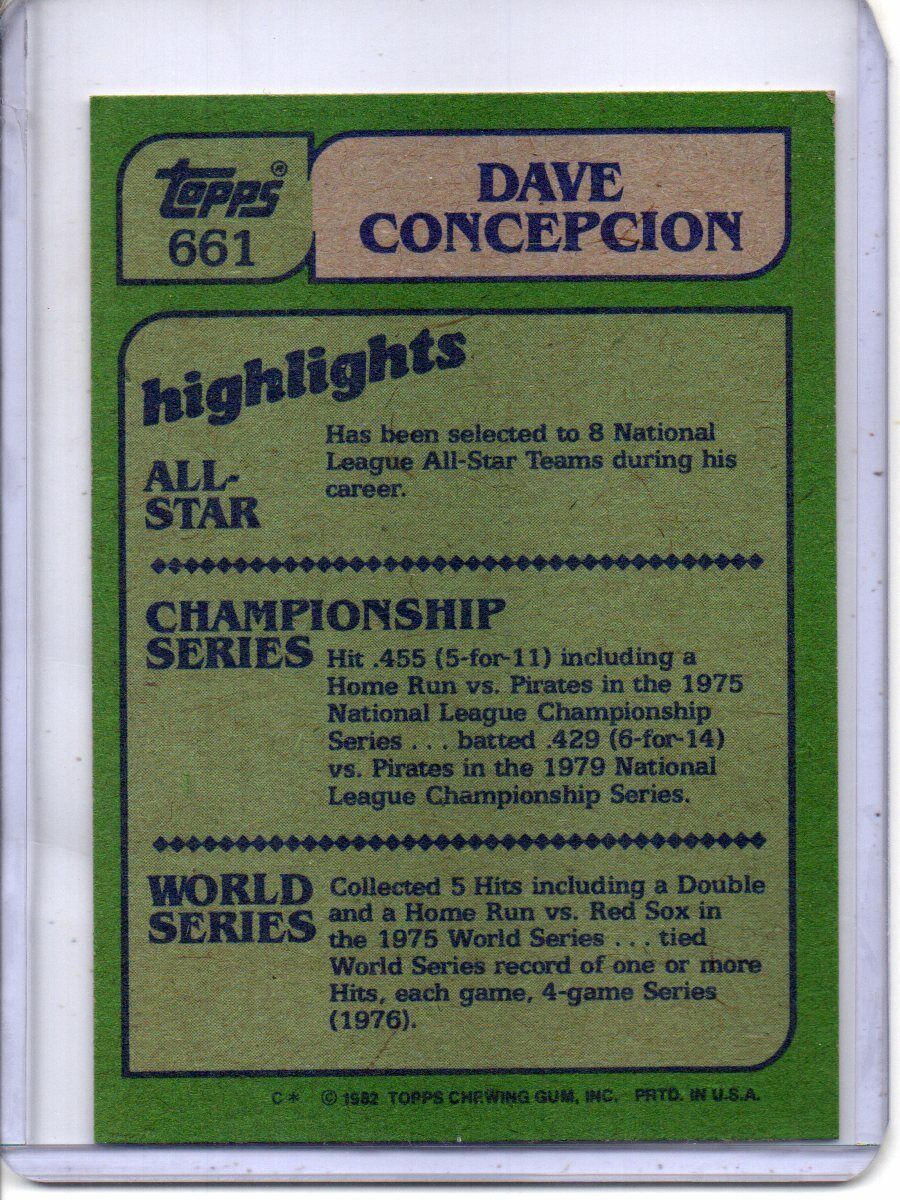 topps®
661
DAVE
CONCEPCION
highlights
ALL-
STAR
Has been selected to 8 National
League All-Star Teams during his
career.
CHAMPIONSHIP
SERIES
Hit .455 (5-for-11) including a
Home Run vs. Pirates in the 1975
National League Championship
Series . . . batted .429 (6-for-14)
vs. Pirates in the 1979 National
League Championship Series.
WORLD
SERIES
Collected 5 Hits including a Double
and a Home Run vs. Red Sox in
the 1975 World Series . . . tied
World Series record of one or more
Hits, each game, 4-game Series
(1976).
C* © 1982 TOPPS CHEWING GUM, INC. PRTD. IN U.S.A.